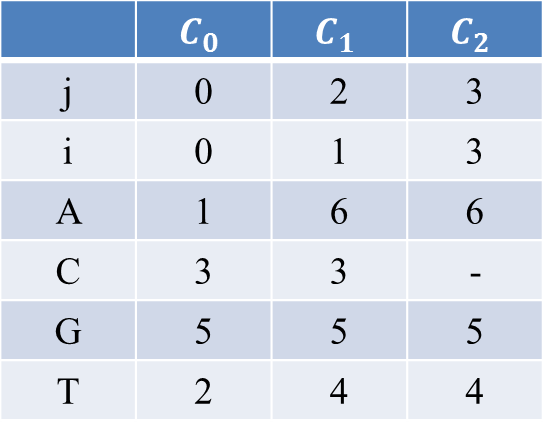 C₀ C₁ C₂
j 0 2 3
i 0 1 3
A 1 6 6
C 3 3 -
G 5 5 5
T 2 4 4